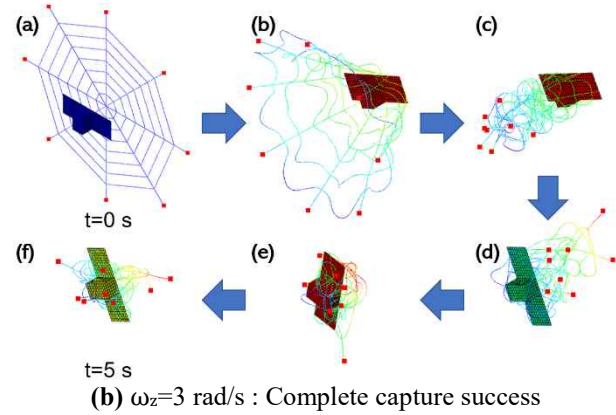 (a)
(b)
(c)
t=0 s
(f)
(e)
(d)
t=5 s
(b) ωz=3 rad/s : Complete capture success